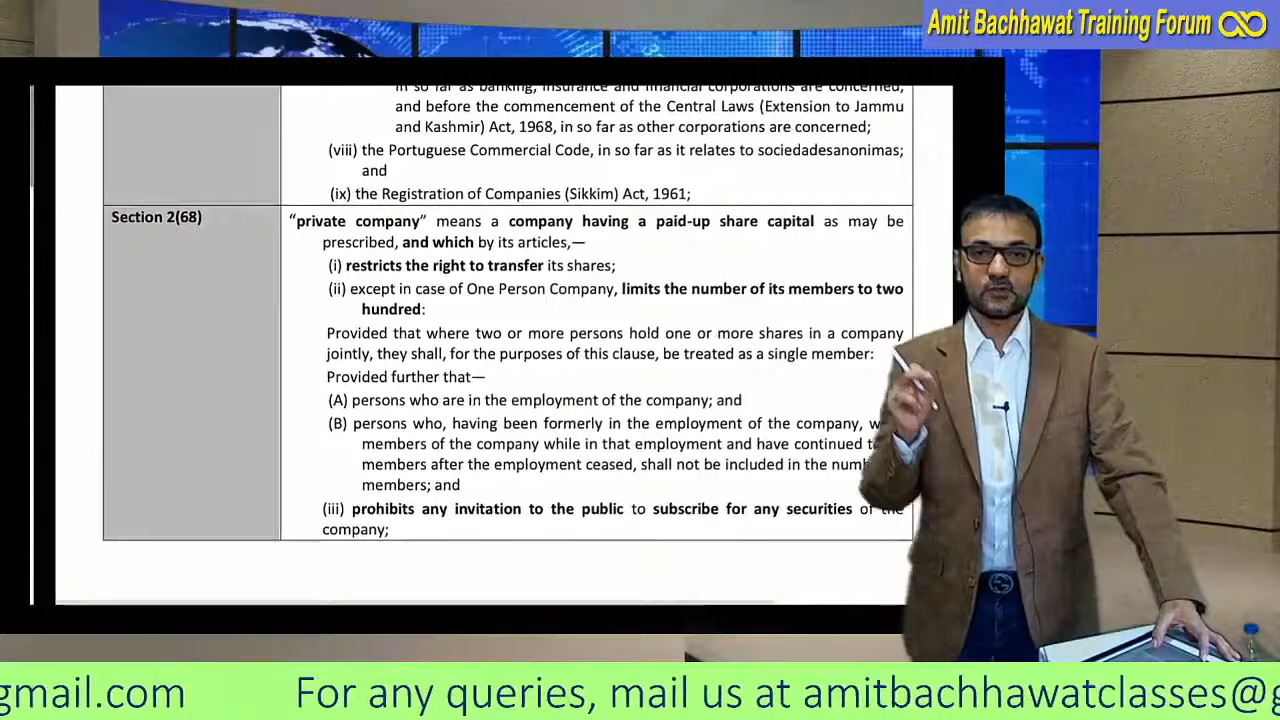 Amit Bachhawat Training Forum
in so far as banking, insurance and financial corporations are concerned,
and before the commencement of the Central Laws (Extension to Jammu
and Kashmir) Act, 1968, in so far as other corporations are concerned;
(viii) the Portuguese Commercial Code, in so far as it relates to sociedadesanonimas;
and
(ix) the Registration of Companies (Sikkim) Act, 1961;
Section 2(68)
“private company” means a company having a paid-up share capital as may be
prescribed, and which by its articles,—
(i) restricts the right to transfer its shares;
(ii) except in case of One Person Company, limits the number of its members to two
hundred:
Provided that where two or more persons hold one or more shares in a company
jointly, they shall, for the purposes of this clause, be treated as a single member:
Provided further that—
(A) persons who are in the employment of the company; and
(B) persons who, having been formerly in the employment of the company,
members of the company while in that employment and have continued
members after the employment ceased, shall not be included in the
members; and
(iii) prohibits any invitation to the public to subscribe for any securities of the
company;
gmail.com For any queries, mail us at amitbachhawatclasses@g